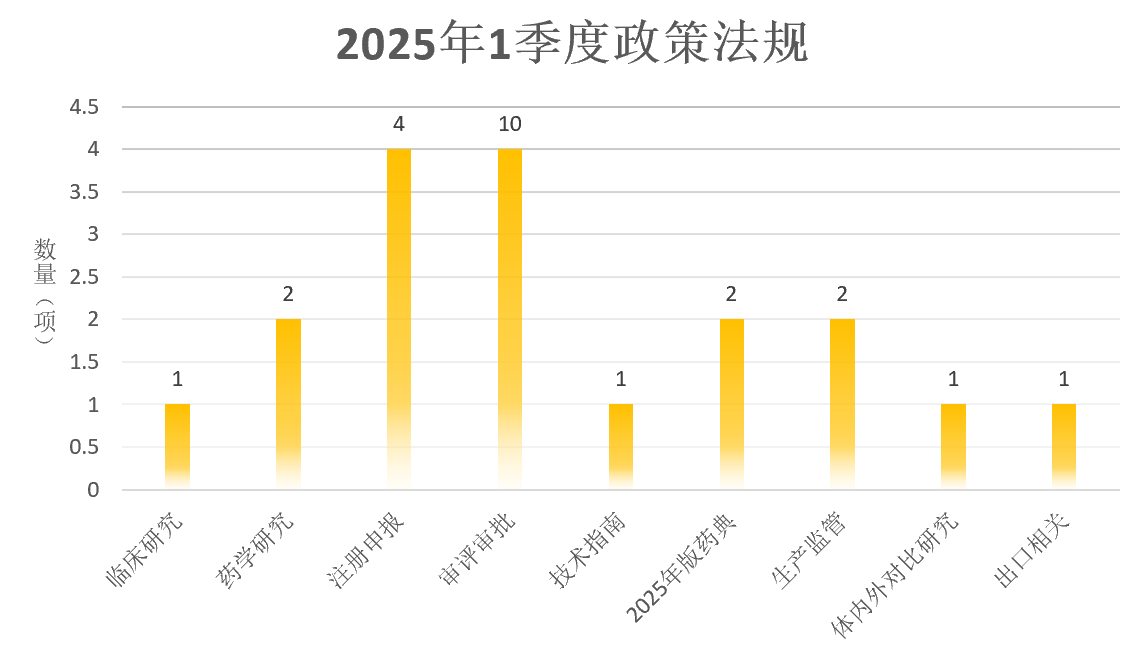 2025年1季度政策法规
数量（项）
4.5
4
3.5
3
2.5
2
1.5
1
0.5
0
1
2
4
10
1
2
2
1
1
临床研究
药学研究
注册申报
审评审批
技术指南
2025年版药典
生产监管
体内外对比研究
出口相关